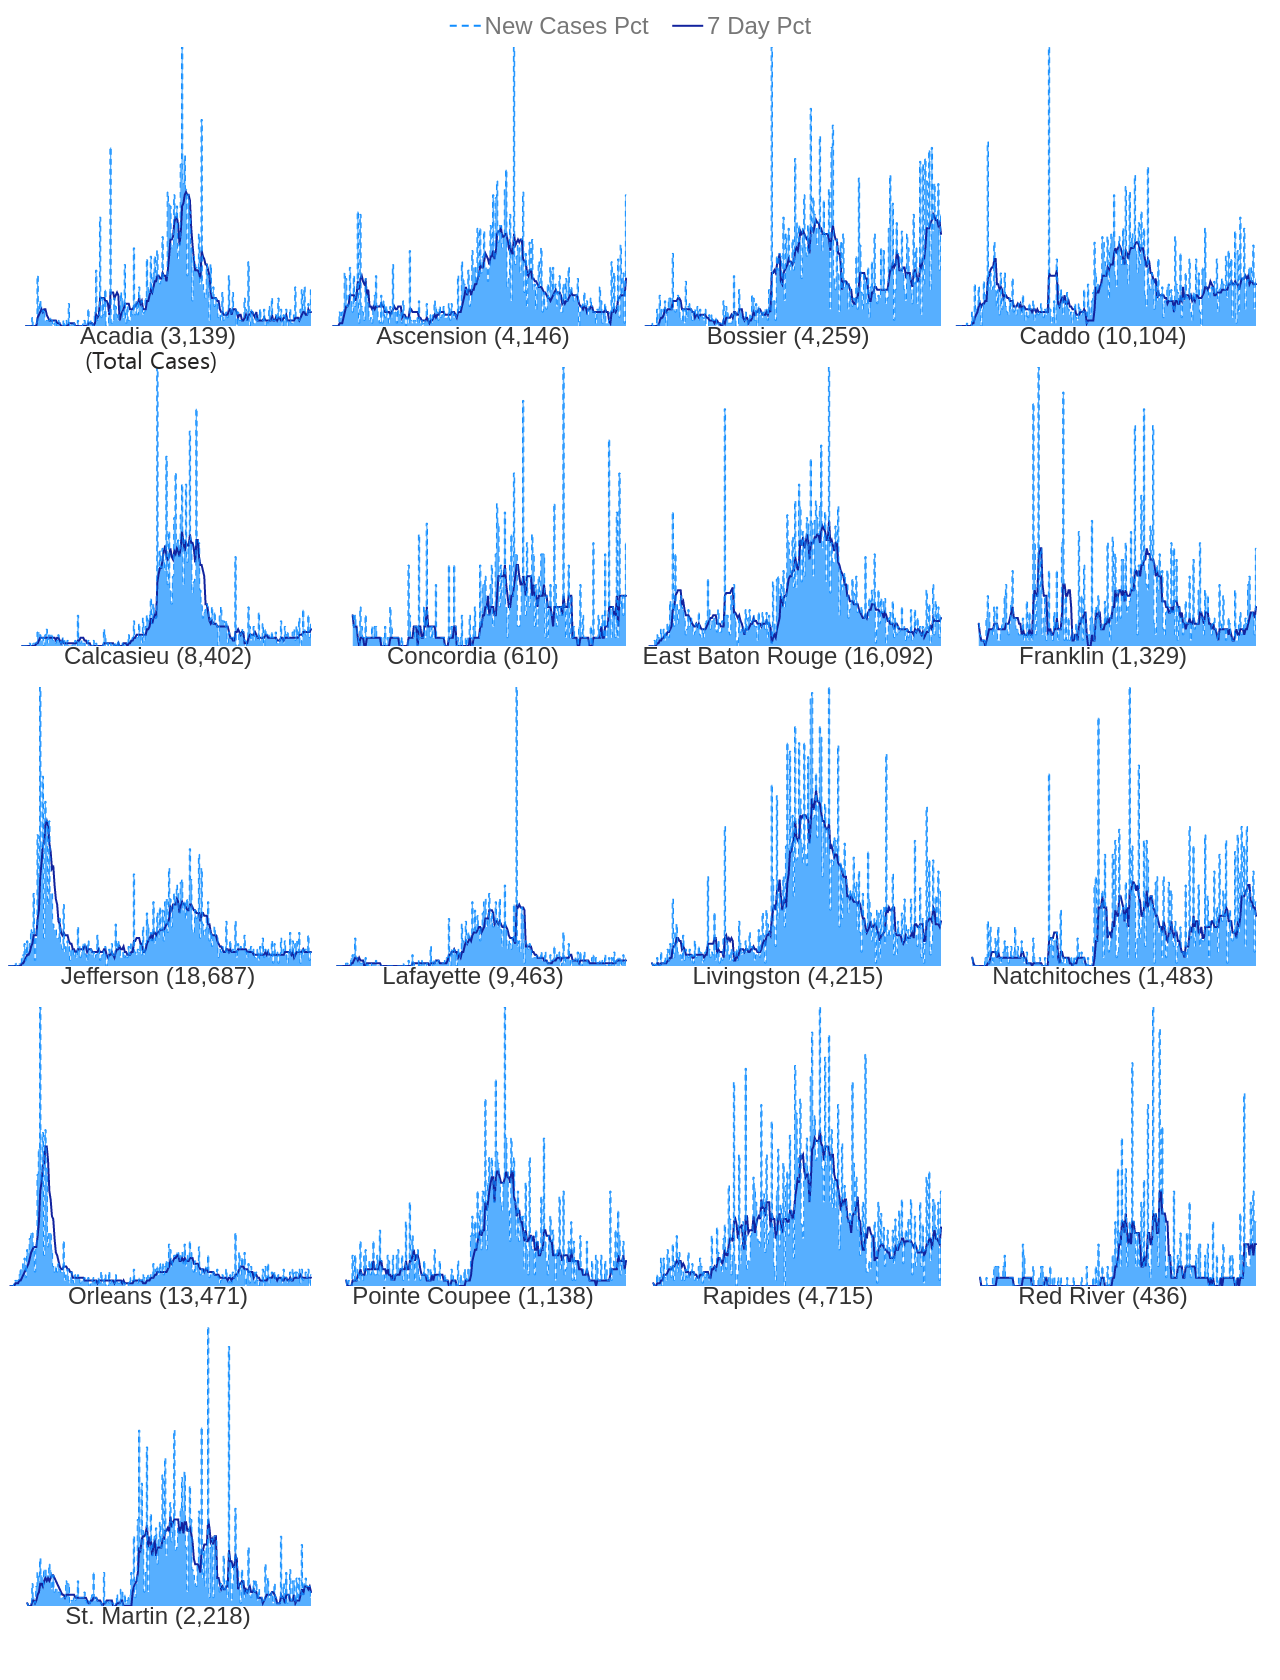 New Cases Pct 7 Day Pct
Acadia (3,139) Ascension (4,146) Bossier (4,259) Caddo (10,104)
(Total Cases)
Calcasieu (8,402) Concordia (610) East Baton Rouge (16,092) Franklin (1,329)
Jefferson (18,687) Lafayette (9,463) Livingston (4,215) Natchitoches (1,483)
Orleans (13,471) Pointe Coupee (1,138) Rapides (4,715) Red River (436)
St. Martin (2,218)